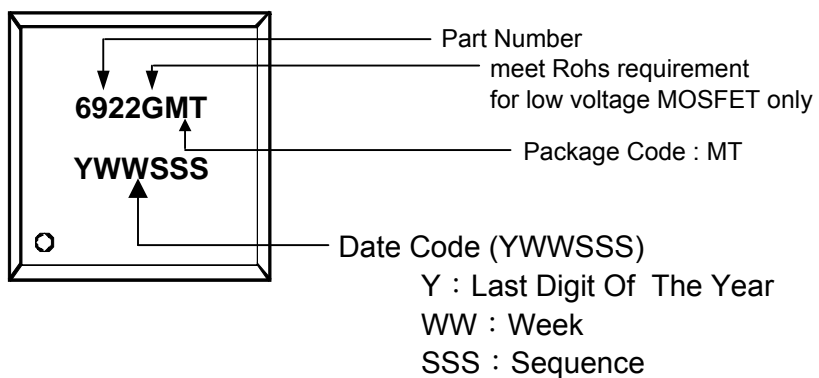 Part Number
meet Rohs requirement
for low voltage MOSFET only
6922GMT
Package Code : MT
YWWSSS
Date Code (YWWSSS)
Y：Last Digit Of The Year
WW：Week
SSS：Sequence